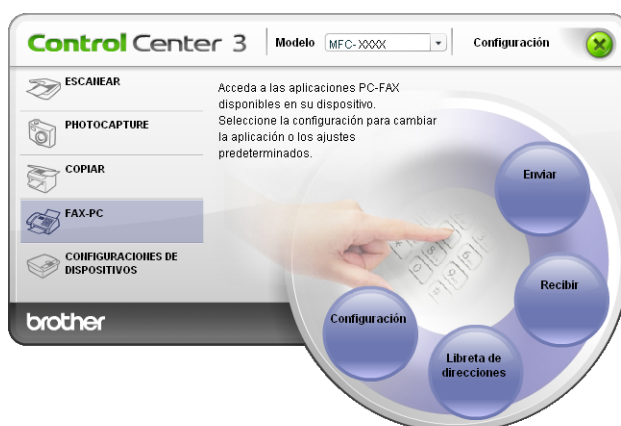 Control Center 3
Modelo
MFC-XXXX
Configuración
ESCANEAR
PHOTOCAPTURE
COPIAR
FAX-PC
CONFIGURACIONES DE
DISPOSITIVOS
brother
Acceda a las aplicaciones PC-FAX
disponibles en su dispositivo.
Seleccione la configuración para cambiar
la aplicación o los ajustes
predeterminados.
Enviar
Recibir
Libreta de
direcciones
Configuración